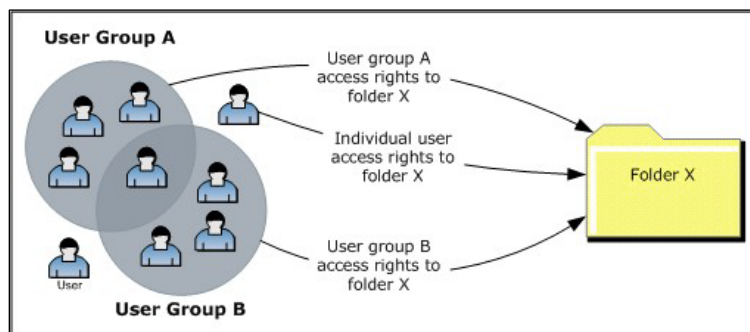 User Group A
User group A
access rights to
folder X
Individual user
access rights to
folder X
Folder X
User group B
access rights to
folder X
User
User Group B